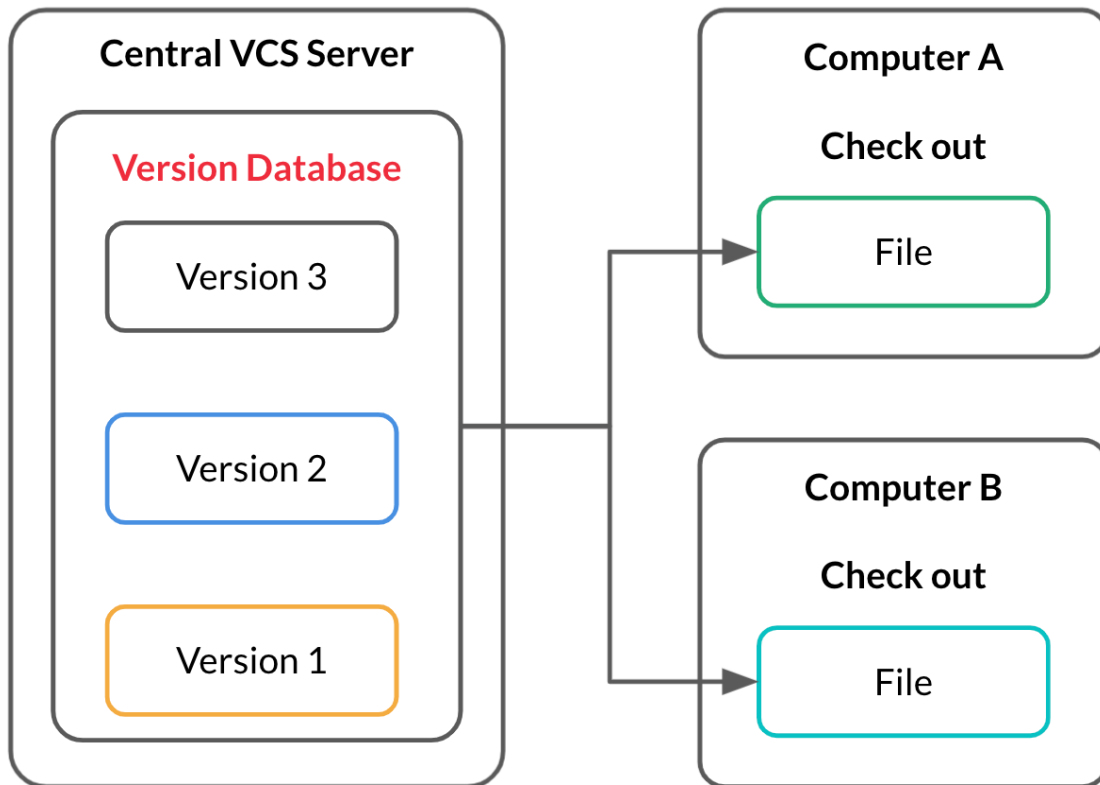 Central VCS Server
Version Database
Version 3
Version 2
Version 1
Computer A
Check out
File
Computer B
Check out
File